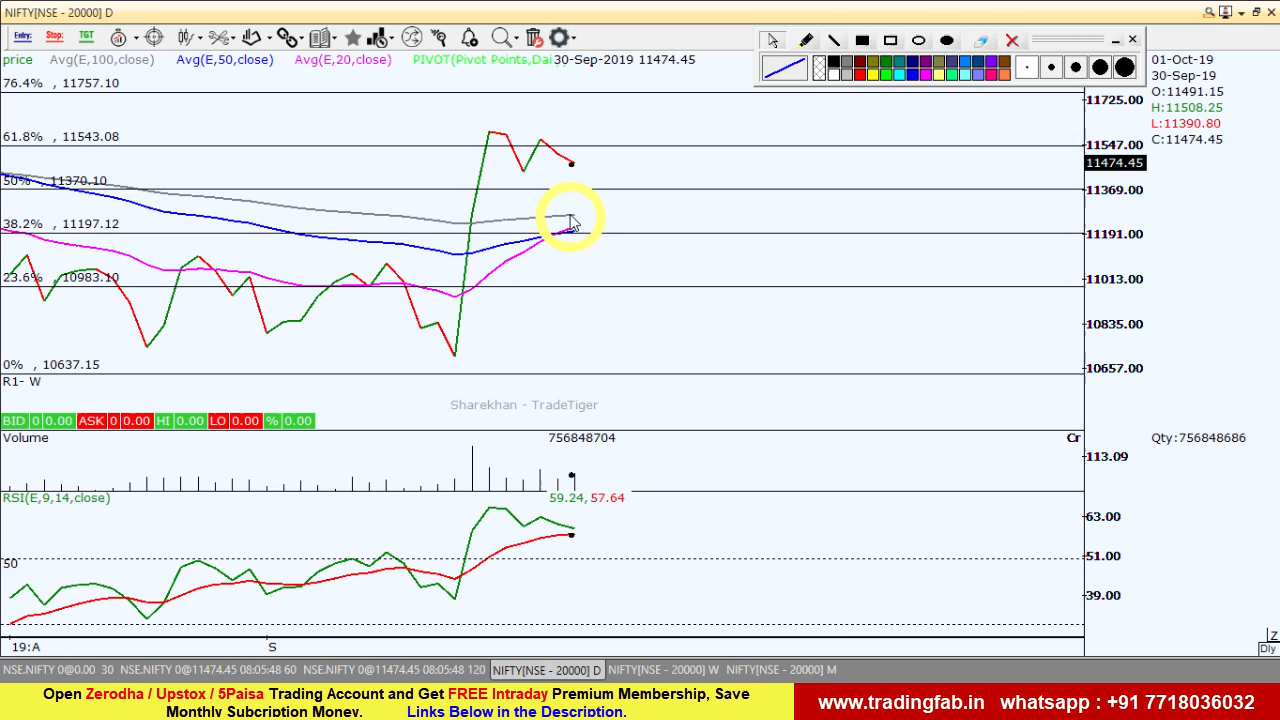 NIFTY[NSE - 20000] D
Entry: Stop: TGT
price Avg(E,100,close) Avg(E,50,close) Avg(E,20,close) PIVOT(Pivot Points,Dai 30-Sep-2019 11474.45
01-Oct-19
30-Sep-19
O:11491.15
H:11508.25
L:11390.80
C:11474.45
76.4% , 11757.10
11725.00
61.8% , 11543.08
11547.00
11474.45
50% , 11370.10
11369.00
38.2% , 11197.12
11191.00
23.6% , 10983.10
11013.00
10835.00
0% , 10637.15
10657.00
R1- W
Sharekhan - TradeTiger
BID 0 0.00 ASK 0 0.00 HI 0.00 LO 0.00 % 0.00
Volume 756848704 Cr
Qty:756848686
113.09
RSI(E,9,14,close) 59.24, 57.64
63.00
51.00
50
39.00
19:A S
Z
Dly
NSE.NIFTY 0@0.00 30 NSE.NIFTY 0@11474.45 08:05:48 60 NSE.NIFTY 0@11474.45 08:05:48 120 NIFTY[NSE - 20000] D NIFTY[NSE - 20000] W NIFTY[NSE - 20000] M
Open Zerodha / Upstox / 5Paisa Trading Account and Get FREE Intraday Premium Membership, Save
Monthly Subcription Money. Links Below in the Description.
www.tradingfab.in whatsapp : +91 7718036032